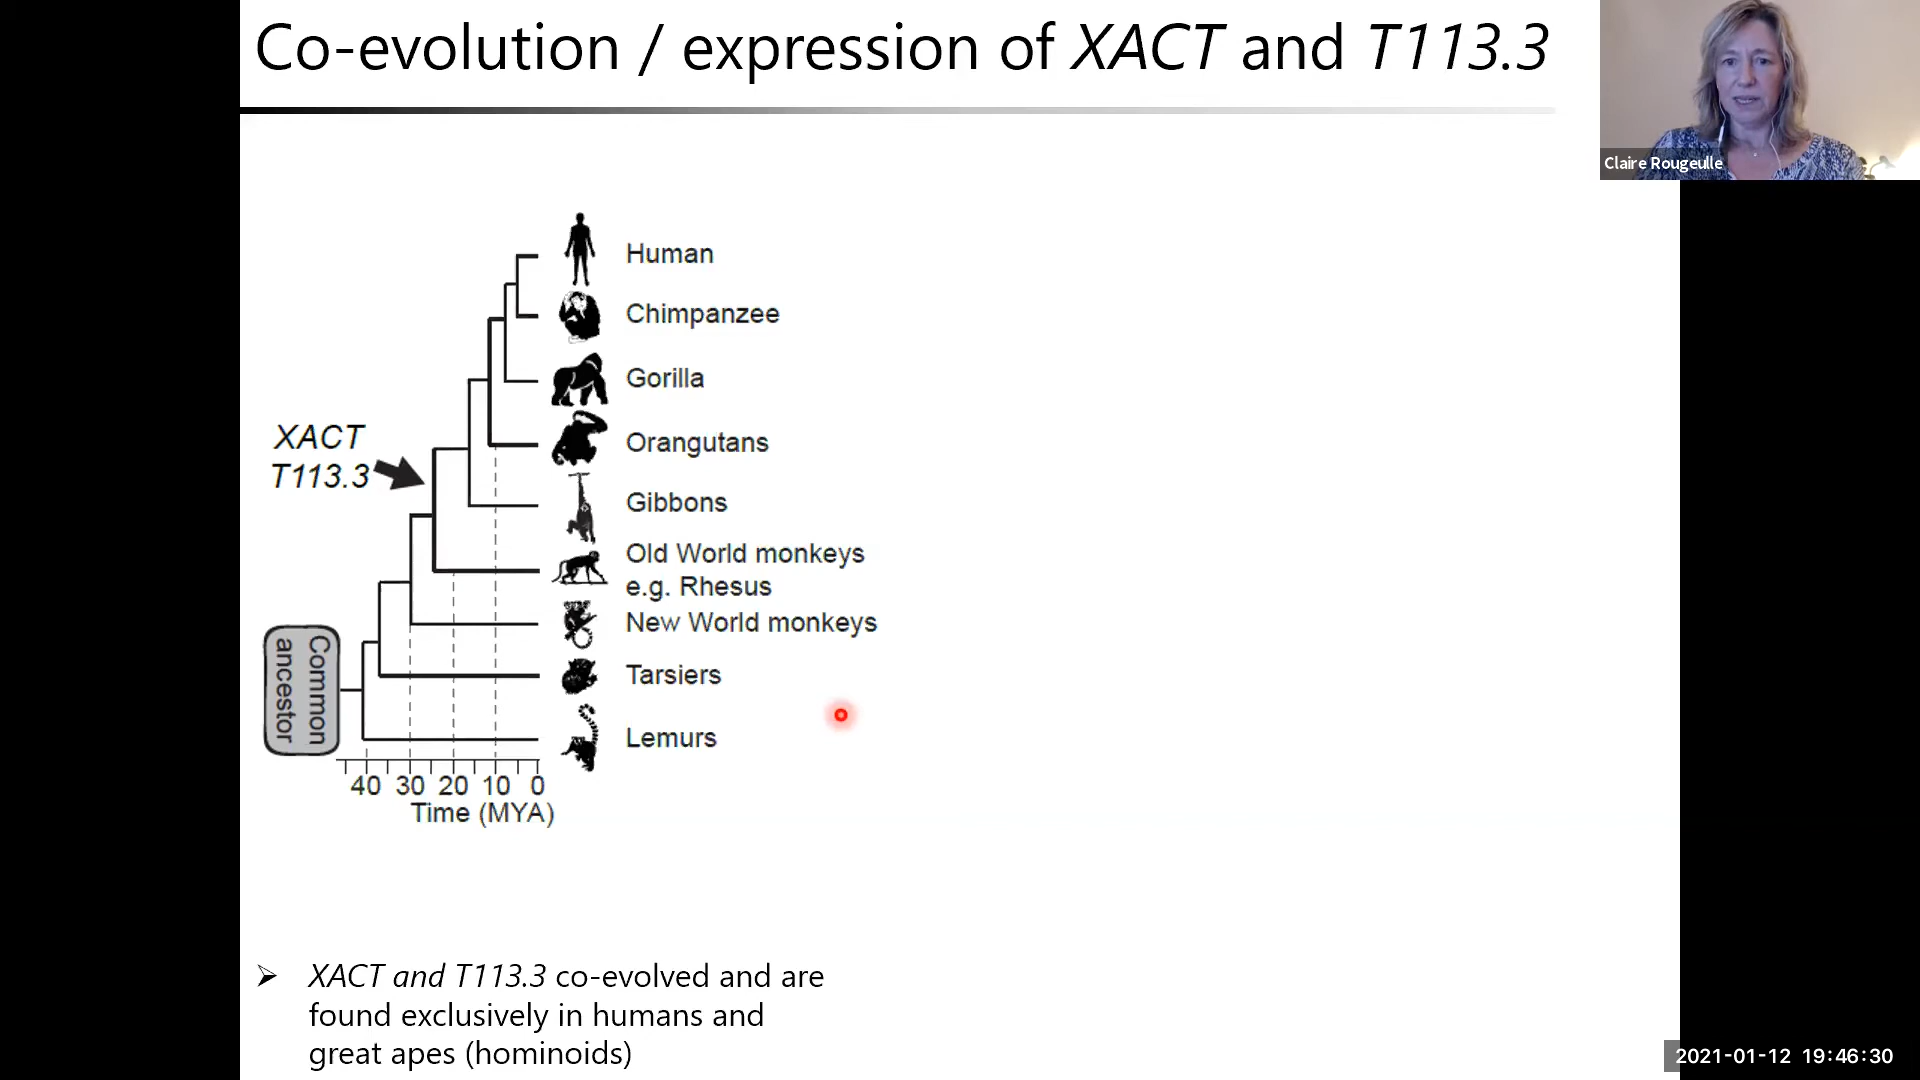 Co-evolution / expression of XACT and T113.3
Claire Rougeulle
Human
Chimpanzee
Gorilla
Orangutans
Gibbons
Old World monkeys
e.g. Rhesus
New World monkeys
Tarsiers
Lemurs
XACT
T113.3
Common
ancestor
40 30 20 10 0
Time (MYA)
➢ XACT and T113.3 co-evolved and are
found exclusively in humans and
great apes (hominoids)
2021-01-12 19:46:30